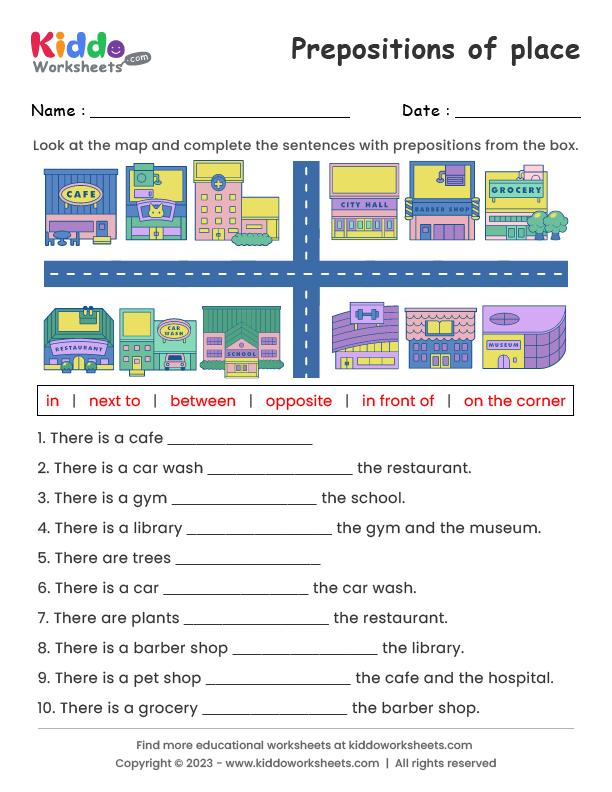 Kiddo
Worksheets .com
Prepositions of place
Name : ____________________ Date : ____________________
Look at the map and complete the sentences with prepositions from the box.
CAFE
CITY HALL
BARBER SHOP
GROCERY
RESTAURANT
CAR WASH
SCHOOL
MUSEUM
in | next to | between | opposite | in front of | on the corner
1. There is a cafe ________________
2. There is a car wash ________________ the restaurant.
3. There is a gym ________________ the school.
4. There is a library ________________ the gym and the museum.
5. There are trees ________________
6. There is a car ________________ the car wash.
7. There are plants ________________ the restaurant.
8. There is a barber shop ________________ the library.
9. There is a pet shop ________________ the cafe and the hospital.
10. There is a grocery ________________ the barber shop.
Find more educational worksheets at kiddoworksheets.com
Copyright © 2023 - www.kiddoworksheets.com | All rights reserved